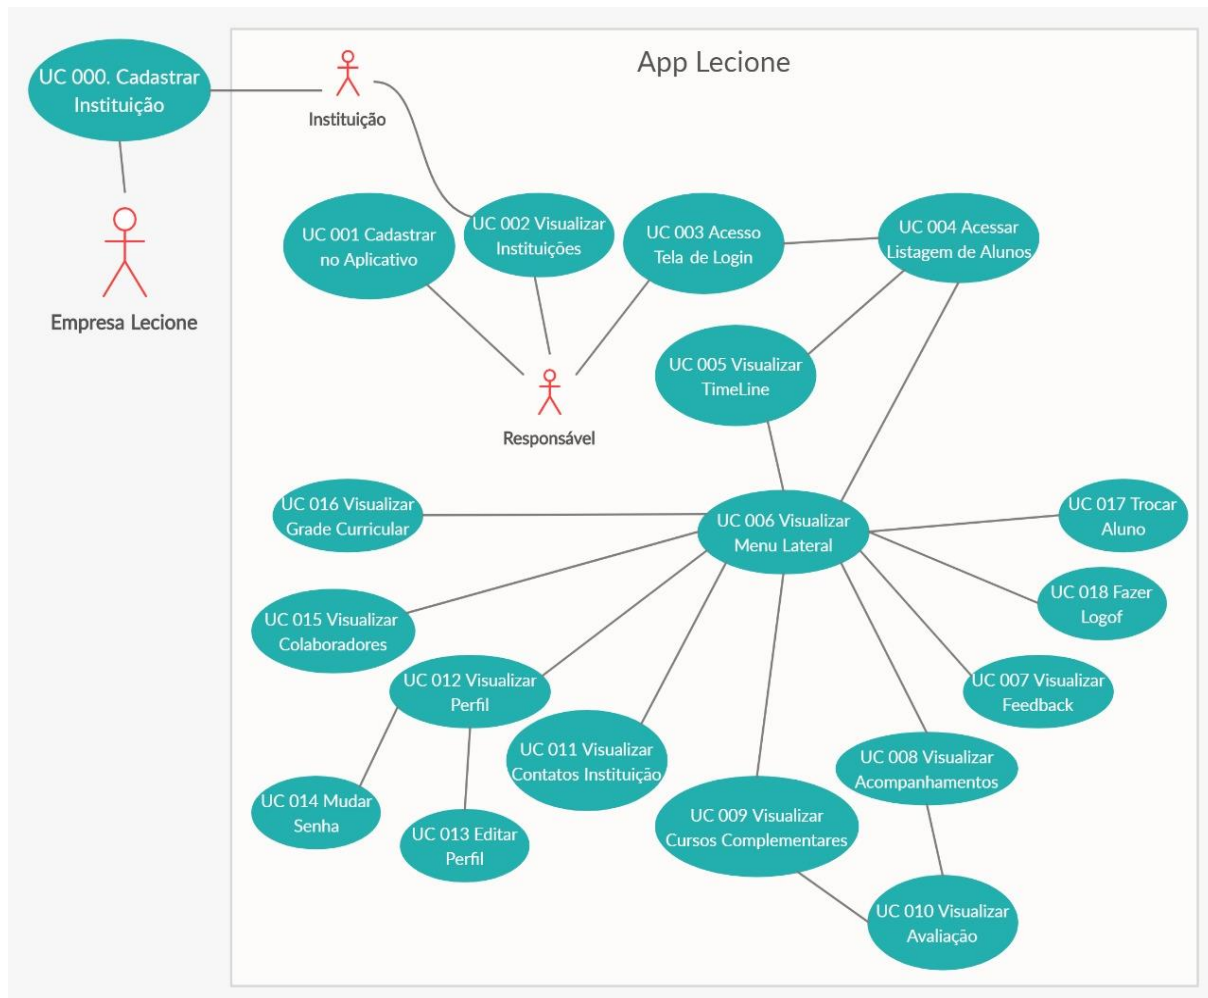 App Lecione
UC 000. Cadastrar
Instituição
Instituição
Empresa Lecione
UC 001 Cadastrar
no Aplicativo
UC 002 Visualizar
Instituições
UC 003 Acesso
Tela de Login
UC 004 Acessar
Listagem de Alunos
UC 005 Visualizar
TimeLine
Responsável
UC 016 Visualizar
Grade Curricular
UC 006 Visualizar
Menu Lateral
UC 017 Trocar
Aluno
UC 015 Visualizar
Colaboradores
UC 018 Fazer
Logof
UC 012 Visualizar
Perfil
UC 007 Visualizar
Feedback
UC 011 Visualizar
Contatos Instituição
UC 008 Visualizar
Acompanhamentos
UC 014 Mudar
Senha
UC 013 Editar
Perfil
UC 009 Visualizar
Cursos Complementares
UC 010 Visualizar
Avaliação